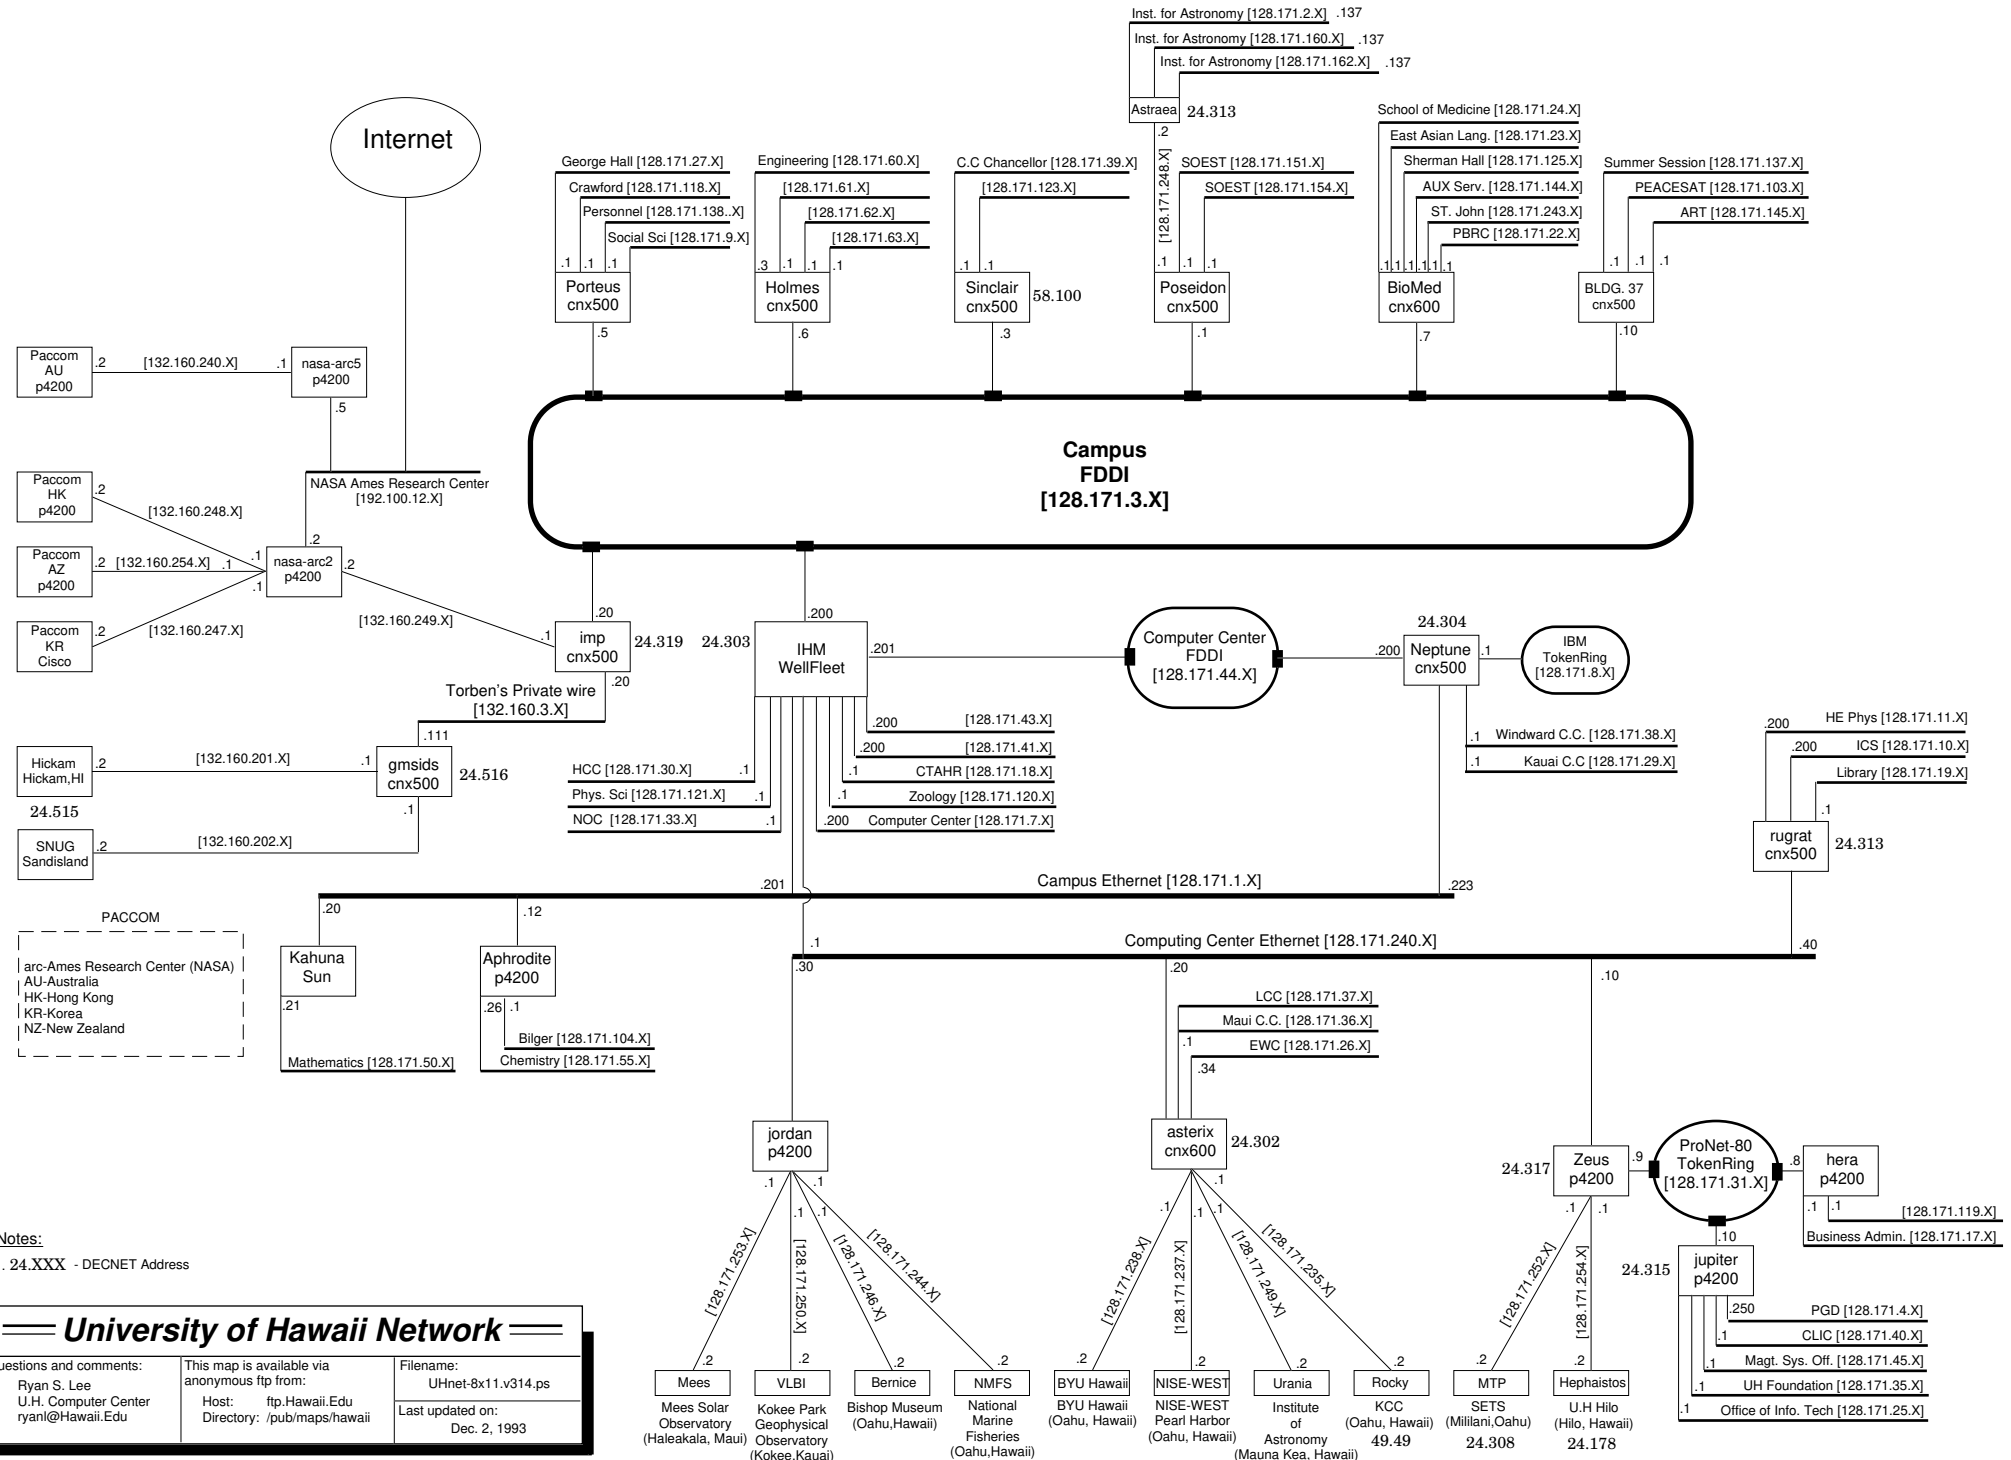 Inst. for Astronomy [128.171.2.X] .137
Inst. for Astronomy [128.171.160.X] .137
Inst. for Astronomy [128.171.162.X] .137
Astraea 24.313
.2
[128.171.248.X]
Internet
George Hall [128.171.27.X]
Crawford [128.171.118.X]
Personnel [128.171.138..X]
Social Sci [128.171.9.X]
.1 .1 .1
Porteus
cnx500
.5
Engineering [128.171.60.X]
[128.171.61.X]
[128.171.62.X]
[128.171.63.X]
.3 .1 .1 .1
Holmes
cnx500
.6
C.C Chancellor [128.171.39.X]
[128.171.123.X]
.1 .1
Sinclair
cnx500
58.100
.3
SOEST [128.171.151.X]
SOEST [128.171.154.X]
.1 .1 .1
Poseidon
cnx500
.1
School of Medicine [128.171.24.X]
East Asian Lang. [128.171.23.X]
Sherman Hall [128.171.125.X]
AUX Serv. [128.171.144.X]
ST. John [128.171.243.X]
PBRC [128.171.22.X]
.1 .1 .1 .1 .1 .1
BioMed
cnx600
.7
Summer Session [128.171.137.X]
PEACESAT [128.171.103.X]
ART [128.171.145.X]
.1 .1 .1
BLDG. 37
cnx500
.10
Paccom
AU
p4200
.2 [132.160.240.X] .1
nasa-arc5
p4200
.5
NASA Ames Research Center
[192.100.12.X]
Paccom
HK
p4200
.2
[132.160.248.X]
Paccom
AZ
p4200
.2 [132.160.254.X] .1
.1
.1
.2
nasa-arc2
p4200
.2
Paccom
KR
Cisco
.2
[132.160.247.X]
[132.160.249.X]
Campus
FDDI
[128.171.3.X]
.20
.1
imp
cnx500
24.319
.20
Torben's Private wire
[132.160.3.X]
.111
Hickam
Hickam,HI
.2 [132.160.201.X] .1
gmsids
cnx500
24.516
24.515
.1
SNUG
Sandisland
.2 [132.160.202.X]
.200
24.303
IHM
WellFleet
.201
Computer Center
FDDI
[128.171.44.X]
24.304
.200
Neptune
cnx500
.1
IBM
TokenRing
[128.171.8.X]
.1 Windward C.C. [128.171.38.X]
.1 Kauai C.C [128.171.29.X]
.200 [128.171.43.X]
.200 [128.171.41.X]
.1 CTAHR [128.171.18.X]
.1 Zoology [128.171.120.X]
.200 Computer Center [128.171.7.X]
HCC [128.171.30.X] .1
Phys. Sci [128.171.121.X] .1
NOC [128.171.33.X] .1
.200 HE Phys [128.171.11.X]
.200 ICS [128.171.10.X]
Library [128.171.19.X]
.1
rugrat
cnx500
24.313
.201 Campus Ethernet [128.171.1.X] .223
.20
Kahuna
Sun
.21
Mathematics [128.171.50.X]
.12
Aphrodite
p4200
.26 .1
Bilger [128.171.104.X]
Chemistry [128.171.55.X]
PACCOM
arc-Ames Research Center (NASA)
AU-Australia
HK-Hong Kong
KR-Korea
NZ-New Zealand
.1 Computing Center Ethernet [128.171.240.X] .40
.30
.20
.10
LCC [128.171.37.X]
Maui C.C. [128.171.36.X]
.1
EWC [128.171.26.X]
.34
jordan
p4200
.1 .1
.1 .1
[128.171.253.X]
[128.171.250.X]
[128.171.246.X]
[128.171.244.X]
.2 .2 .2 .2
Mees
Mees Solar
Observatory
(Haleakala, Maui)
VLBI
Kokee Park
Geophysical
Observatory
(Kokee,Kauai)
Bernice
Bishop Museum
(Oahu,Hawaii)
NMFS
National
Marine
Fisheries
(Oahu,Hawaii)
asterix
cnx600
24.302
.1
.1 .1 .1
[128.171.238.X]
[128.171.237.X]
[128.171.249.X]
[128.171.235.X]
.2 .2 .2 .2
BYU Hawaii
BYU Hawaii
(Oahu, Hawaii)
NISE-WEST
NISE-WEST
Pearl Harbor
(Oahu, Hawaii)
Urania
Institute
of
Astronomy
(Mauna Kea, Hawaii)
Rocky
KCC
(Oahu, Hawaii)
49.49
24.317
Zeus
p4200
.9
.1 .1
[128.171.252.X]
[128.171.254.X]
.2 .2
MTP
SETS
(Mililani,Oahu)
24.308
Hephaistos
U.H Hilo
(Hilo, Hawaii)
24.178
ProNet-80
TokenRing
[128.171.31.X]
.8
hera
p4200
.1 .1
[128.171.119.X]
Business Admin. [128.171.17.X]
.10
24.315
jupiter
p4200
.250 PGD [128.171.4.X]
.1 CLIC [128.171.40.X]
.1 Magt. Sys. Off. [128.171.45.X]
.1 UH Foundation [128.171.35.X]
.1 Office of Info. Tech [128.171.25.X]
Notes:
. 24.XXX - DECNET Address
University of Hawaii Network
uestions and comments:
Ryan S. Lee
U.H. Computer Center
ryanl@Hawaii.Edu
This map is available via
anonymous ftp from:
Host: ftp.Hawaii.Edu
Directory: /pub/maps/hawaii
Filename:
UHnet-8x11.v314.ps
Last updated on:
Dec. 2, 1993